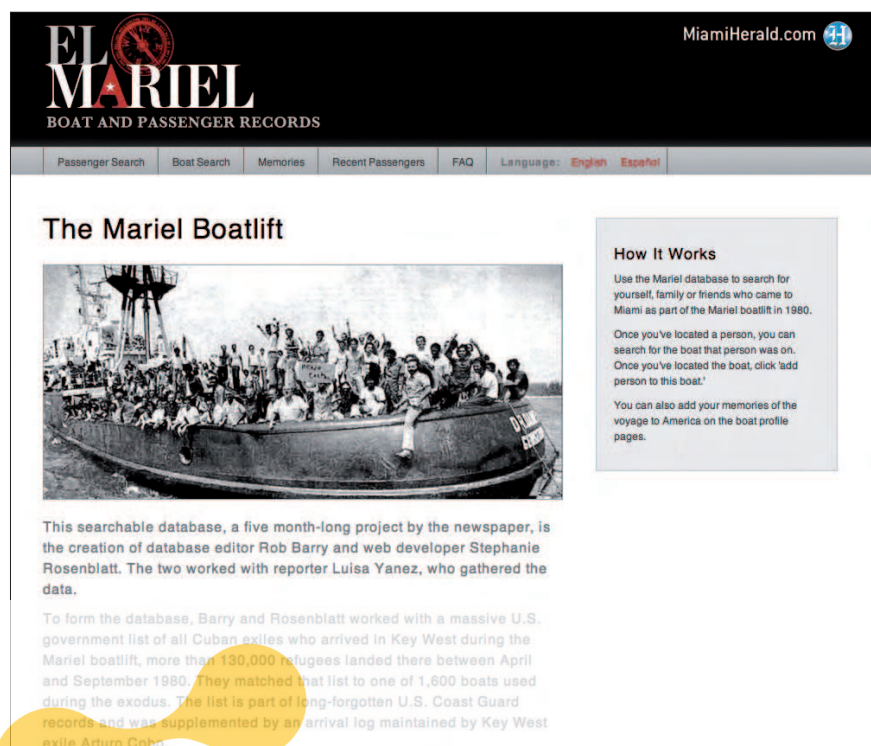 EL
MARIEL
BOAT AND PASSENGER RECORDS
MiamiHerald.com H
Passenger Search Boat Search Memories Recent Passengers FAQ Language: English Español
The Mariel Boatlift
This searchable database, a five month-long project by the newspaper, is
the creation of database editor Rob Barry and web developer Stephanie
Rosenblatt. The two worked with reporter Luisa Yanez, who gathered the
data.
To form the database, Barry and Rosenblatt worked with a massive U.S.
government list of all Cuban exiles who arrived in Key West during the
Mariel boatlift, more than 130,000 refugees landed there between April
and September 1980. They matched that list to one of 1,600 boats used
during the exodus. The list is part of long-forgotten U.S. Coast Guard
records and was supplemented by an arrival log maintained by Key West
exile Arturo Cobo
How It Works
Use the Mariel database to search for
yourself, family or friends who came to
Miami as part of the Mariel boatlift in 1980.
Once you've located a person, you can
search for the boat that person was on.
Once you've located the boat, click 'add
person to this boat.'
You can also add your memories of the
voyage to America on the boat profile
pages.